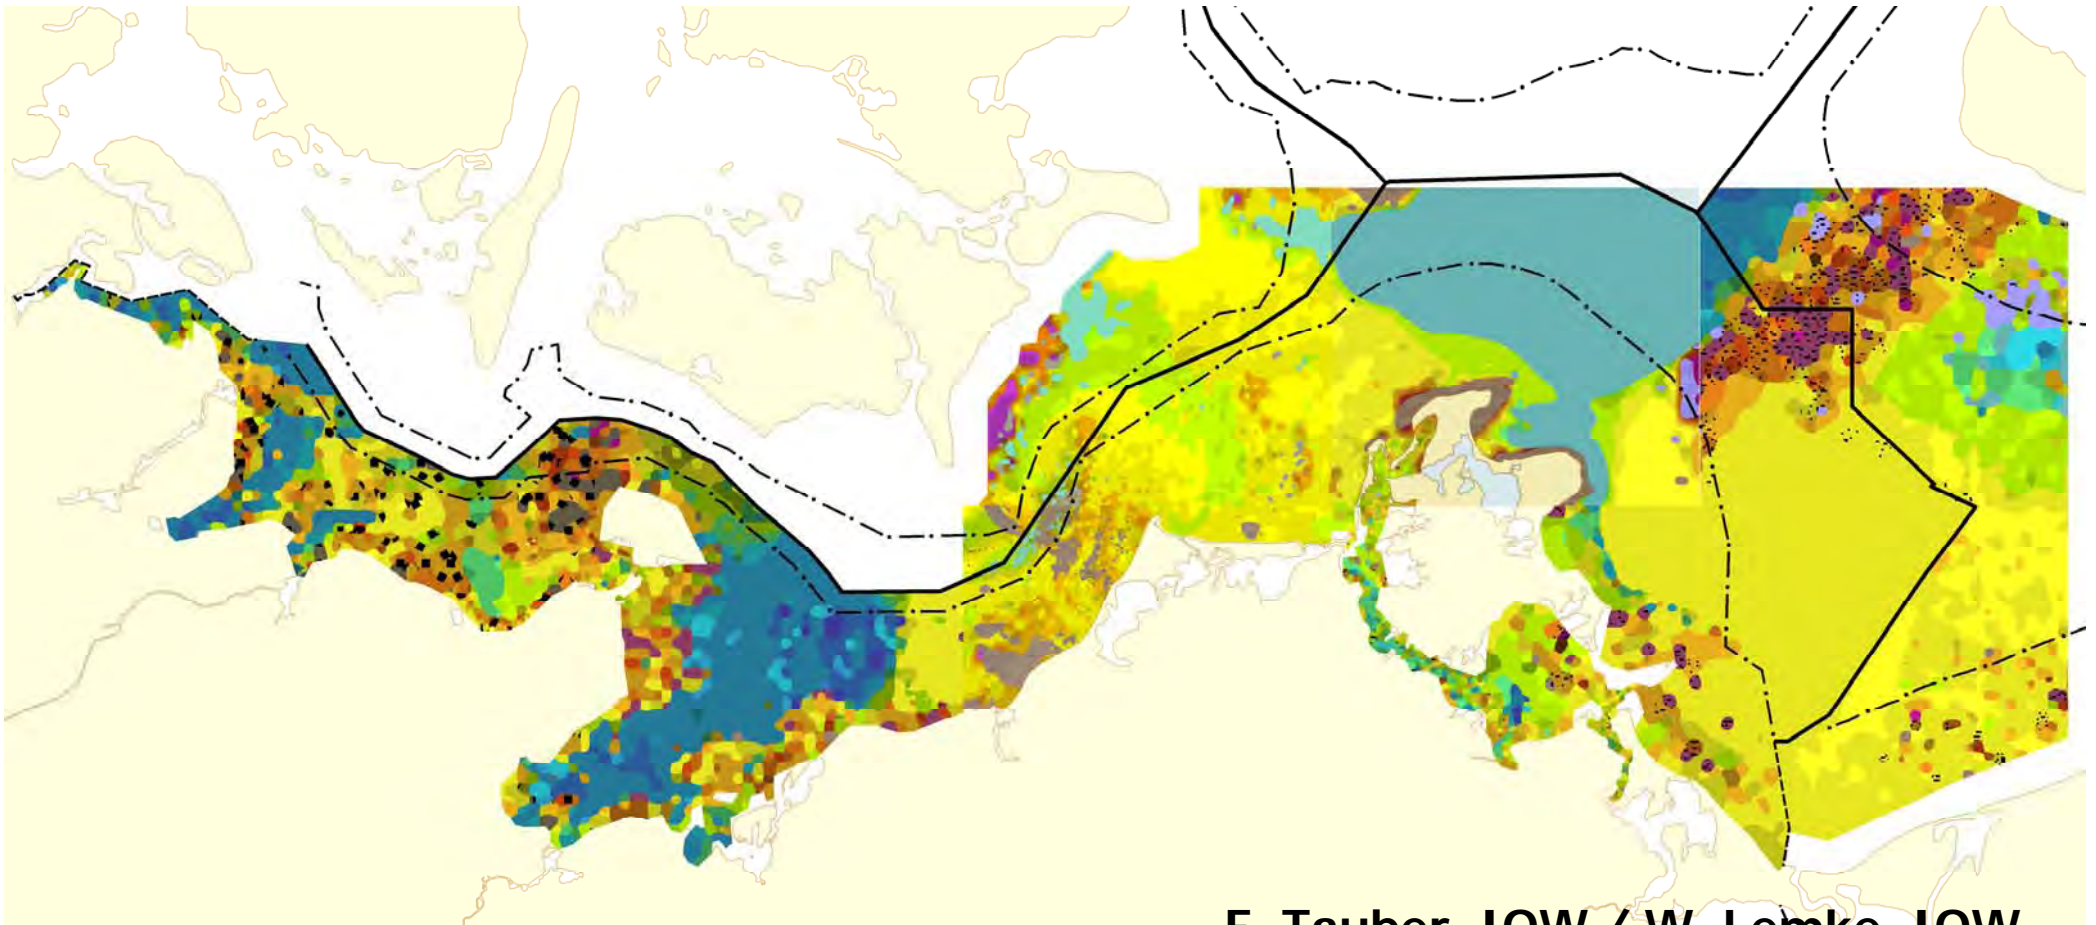 F. Tauber, IOW / W. Lemke, IOW